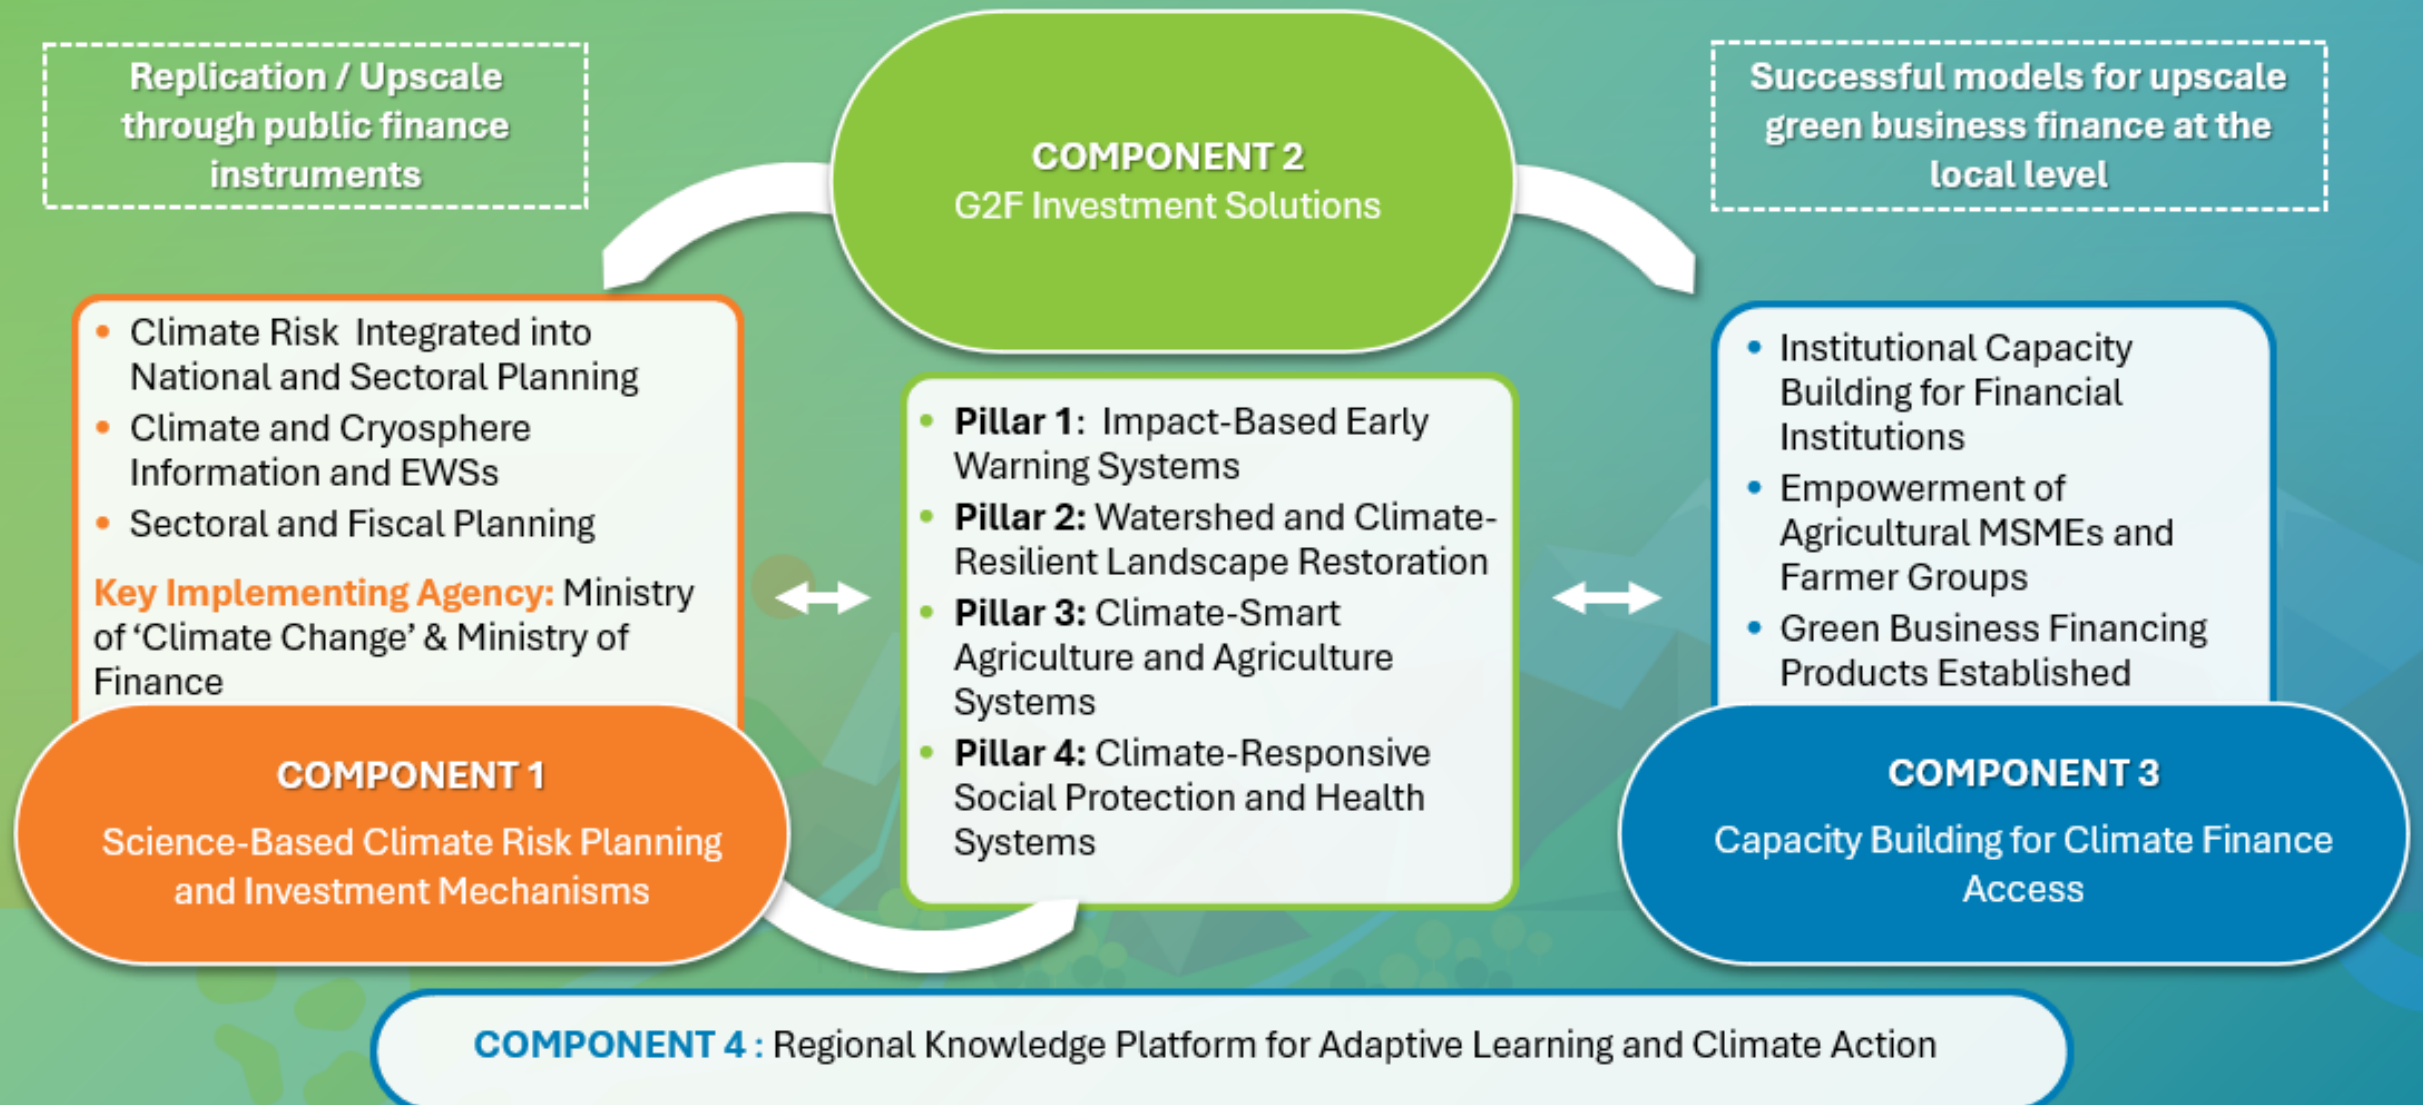 Replication / Upscale
through public finance
instruments
COMPONENT 2
G2F Investment Solutions
Successful models for upscale
green business finance at the
local level
• Climate Risk  Integrated into
National and Sectoral Planning
• Climate and Cryosphere
Information and EWSs
• Sectoral and Fiscal Planning
Key Implementing Agency: Ministry
of ‘Climate Change’ & Ministry of
Finance
COMPONENT 1
Science-Based Climate Risk Planning
and Investment Mechanisms
• Pillar 1:  Impact-Based Early
Warning Systems
• Pillar 2: Watershed and Climate-
Resilient Landscape Restoration
• Pillar 3: Climate-Smart
Agriculture and Agriculture
Systems
• Pillar 4: Climate-Responsive
Social Protection and Health
Systems
• Institutional Capacity
Building for Financial
Institutions
• Empowerment of
Agricultural MSMEs and
Farmer Groups
• Green Business Financing
Products Established
COMPONENT 3
Capacity Building for Climate Finance
Access
COMPONENT 4 : Regional Knowledge Platform for Adaptive Learning and Climate Action